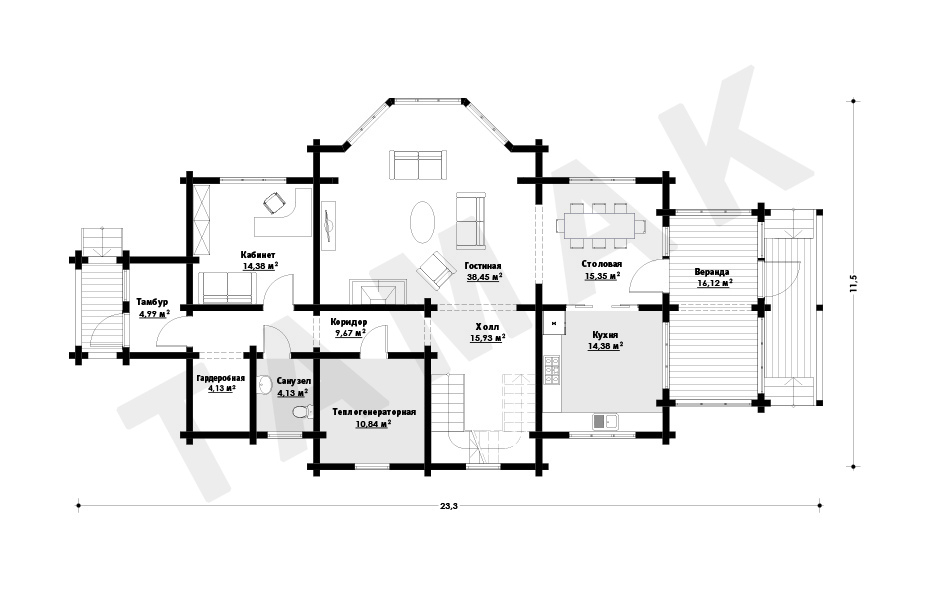 TAMAK
Кабинет
14,38 м²
Гостиная
38,45 м²
Столовая
15,35 м²
Веранда
16,12 м²
Тамбур
4,99 м²
Коридор
9,67 м²
Холл
15,93 м²
Кухня
14,38 м²
Гардеробная
4,13 м²
Санузел
4,13 м²
Теплогенераторная
10,84 м²
11,5
23,3